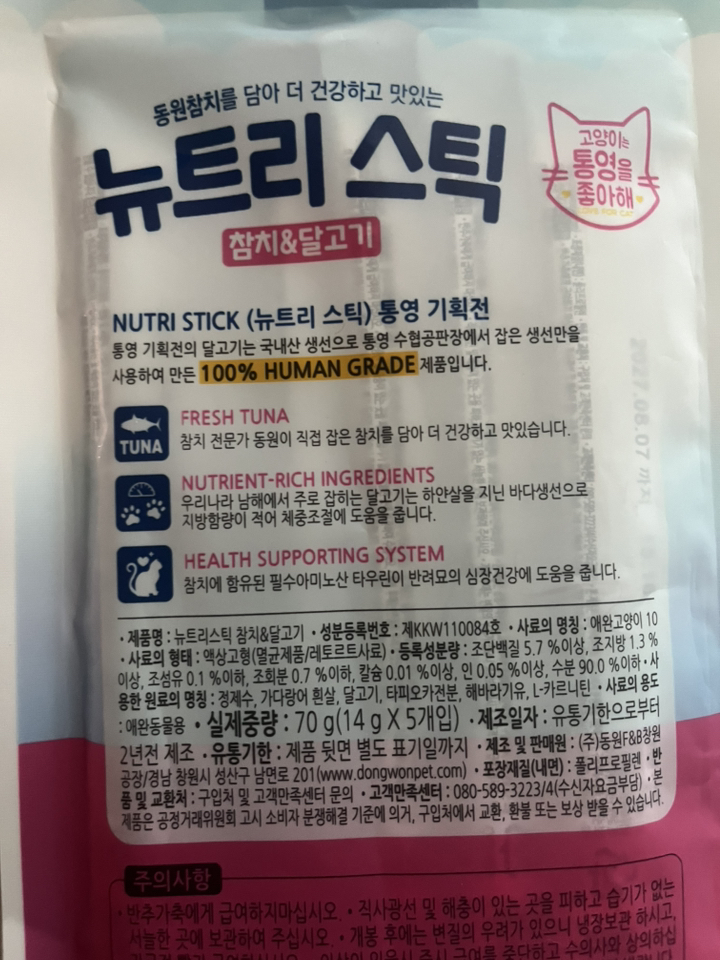 동원참치를 담아 더 건강하고 맛있는
뉴트리 스틱
참치&달고기
고양이는
통영을
좋아해
LOVE FOR CAT
NUTRI STICK (뉴트리 스틱) 통영 기획전
통영 기획전의 달고기는 국내산 생선으로 통영 수협공판장에서 잡은 생선만을
사용하여 만든 100% HUMAN GRADE 제품입니다.
TUNA
FRESH TUNA
참치 전문가 동원이 직접 잡은 참치를 담아 더 건강하고 맛있습니다.
NUTRIENT-RICH INGREDIENTS
우리나라 남해에서 주로 잡히는 달고기는 하얀살을 지닌 바다생선으로
지방함량이 적어 체중조절에 도움을 줍니다.
HEALTH SUPPORTING SYSTEM
참치에 함유된 필수아미노산 타우린이 반려묘의 심장건강에 도움을 줍니다.
• 제품명 : 뉴트리스틱 참치&달고기 • 성분등록번호 : 제KKW110084호 • 사료의 명칭 : 애완고양이 10
• 사료의 형태 : 액상고형(멸균제품/레토르트사료) • 등록성분량 : 조단백질 5.7 %이상, 조지방 1.3 %
이상, 조섬유 0.1 %이하, 조회분 0.7 %이하, 칼슘 0.01 %이상, 인 0.05 %이상, 수분 90.0 %이하 • 사
용한 원료의 명칭 : 정제수, 가다랑어 흰살, 달고기, 타피오카전분, 해바라기유, L-카르니틴 • 사료의 용도
: 애완동물용 • 실제중량 : 70 g(14 g X 5개입) • 제조일자 : 유통기한으로부터
2년전 제조 • 유통기한 : 제품 뒷면 별도 표기일까지 • 제조 및 판매원 : (주)동원F&B창원
공장/경남 창원시 성산구 남면로 201(www.dongwonpet.com) • 포장재질(내면) : 폴리프로필렌 • 반
품 및 교환처 : 구입처 및 고객만족센터 문의 • 고객만족센터 : 080-589-3223/4(수신자요금부담) • 본
제품은 공정거래위원회 고시 소비자 분쟁해결 기준에 의거, 구입처에서 교환, 환불 또는 보상 받을 수 있습니다.
주의사항
• 반추가축에게 급여하지마십시오. • 직사광선 및 해충이 있는 곳을 피하고 습기가 없는
서늘한 곳에 보관하여 주십시오. • 개봉 후에는 변질의 우려가 있으니 냉장보관 하시고,
급여를 중단하고 수의사와 상의하십